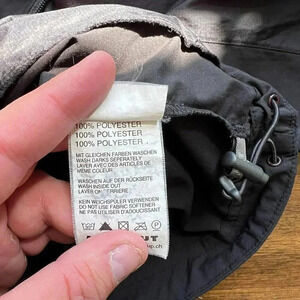 100% POLYESTER
100% POLYESTER
100% POLYESTER
MIT GLEICHEN FARBEN WASCHEN
WASH DARKS SEPERATELY
LAVER AVEC DES ARTICLES DE
MÊME COLEUR
WASCHEN AUF DER RÜCKSEITE
WASH INSIDE OUT
LAVER
KEIN WEICHSPÜLER VERWENDEN
DO NOT USE FABRIC SOFTENER
NE PAS UTILISER D'ADOUCISSANT